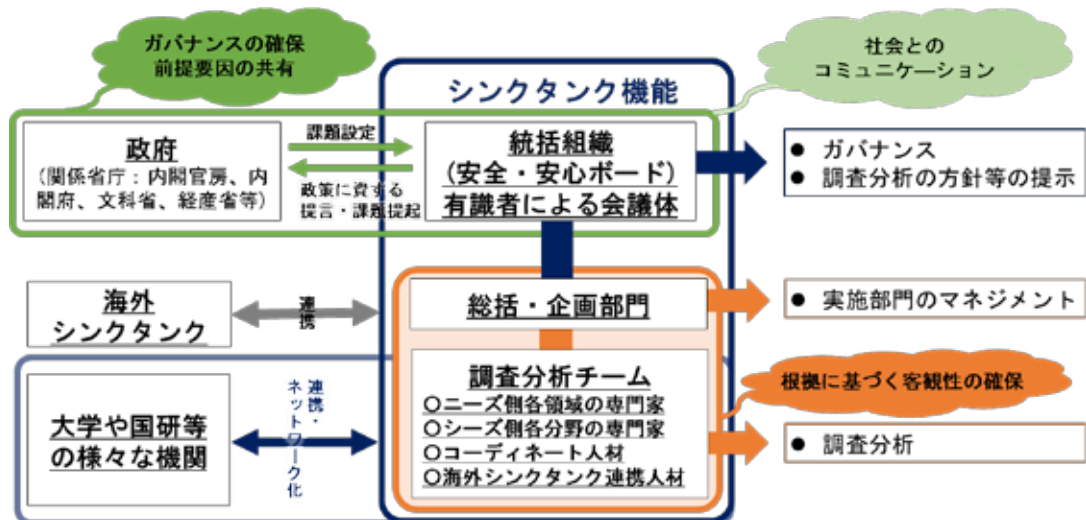 ガバナンスの確保
前提要因の共有
社会との
コミュニケーション
シンクタンク機能
政府
(関係省庁:内閣官房、内
閣府、文科省、経産省等)
課題設定
政策に資する
提言・課題提起
統括組織
(安全・安心ボード)
有識者による会議体
● ガバナンス
● 調査分析の方針等の提示
海外
シンクタンク
連携
総括・企画部門
● 実施部門のマネジメント
大学や国研等
の様々な機関
連携・
ネットワーク化
調査分析チーム
〇ニーズ側各領域の専門家
〇シーズ側各分野の専門家
〇コーディネート人材
〇海外シンクタンク連携人材
根拠に基づく客観性の確保
● 調査分析